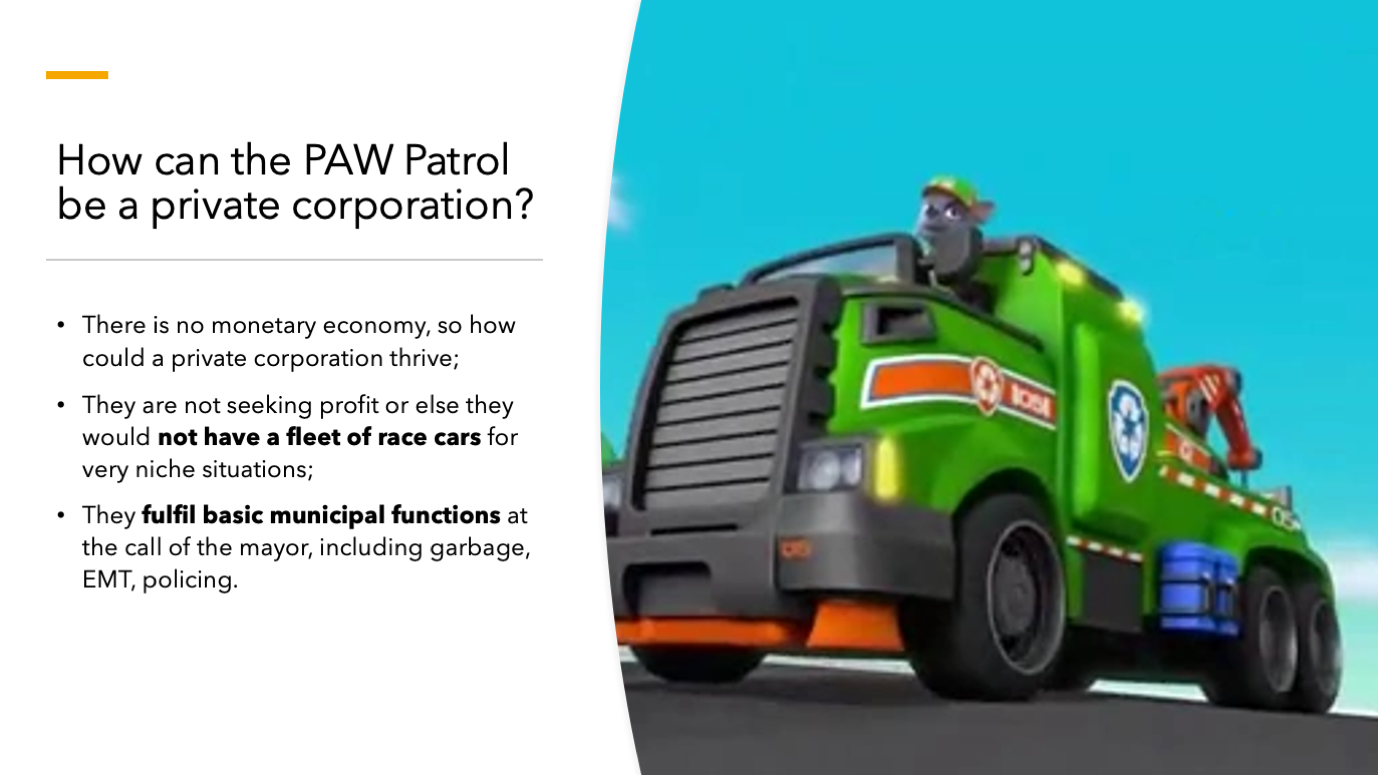 How can the PAW Patrol
be a private corporation?
• There is no monetary economy, so how
could a private corporation thrive;
• They are not seeking profit or else they
would not have a fleet of race cars for
very niche situations;
• They fulfil basic municipal functions at
the call of the mayor, including garbage,
EMT, policing.